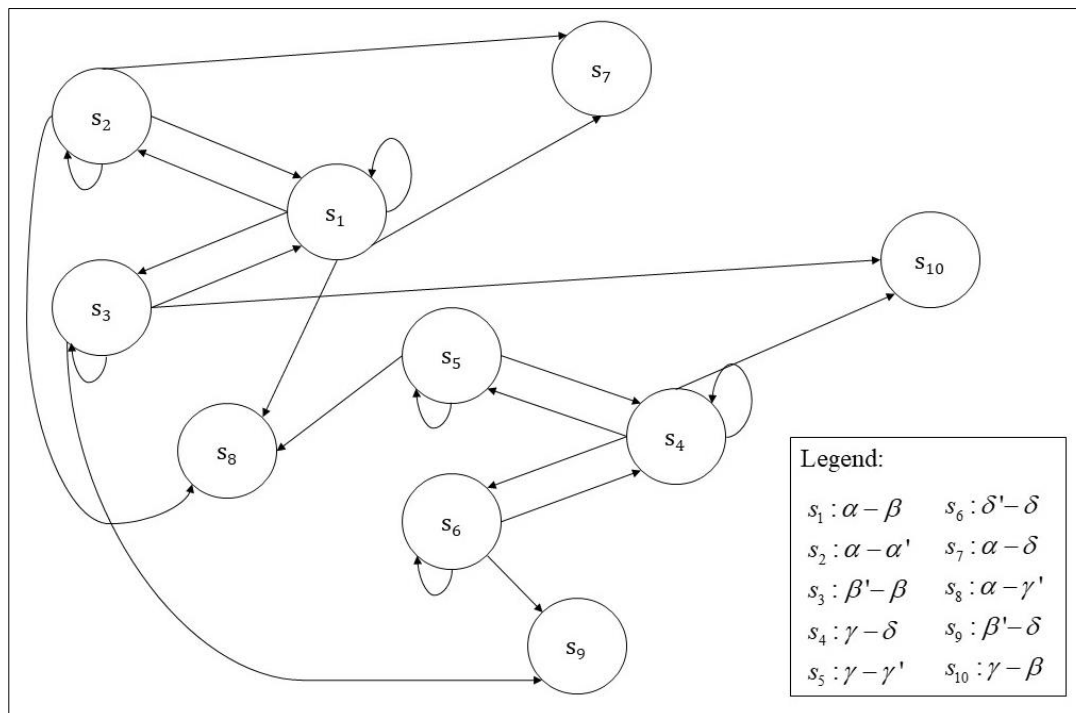 s₇
s₂
s₁
s₁₀
s₃
s₅
s₄
s₈
s₆
s₉
Legend:
s₁ : α − β s₆ : δ' − δ
s₂ : α − α' s₇ : α − δ
s₃ : β' − β s₈ : α − γ'
s₄ : γ − δ s₉ : β' − δ
s₅ : γ − γ' s₁₀ : γ − β